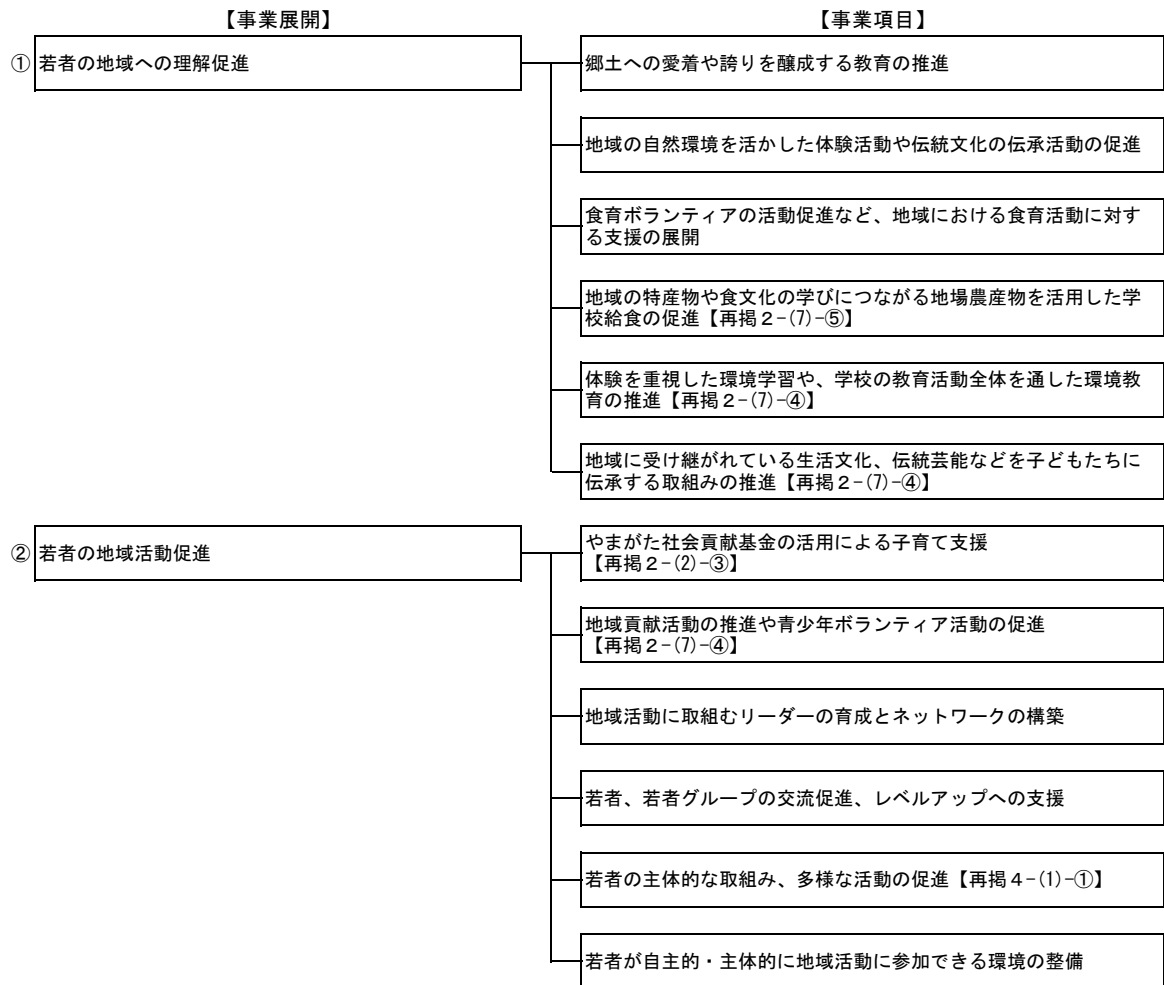 【事業展開】 【事業項目】
① 若者の地域への理解促進
郷土への愛着や誇りを醸成する教育の推進
地域の自然環境を活かした体験活動や伝統文化の伝承活動の促進
食育ボランティアの活動促進など、地域における食育活動に対す
る支援の展開
地域の特産物や食文化の学びにつながる地場農産物を活用した学
校給食の促進【再掲２-(7)-⑤】
体験を重視した環境学習や、学校の教育活動全体を通した環境教
育の推進【再掲２-(7)-④】
地域に受け継がれている生活文化、伝統芸能などを子どもたちに
伝承する取組みの推進【再掲２-(7)-④】
② 若者の地域活動促進
やまがた社会貢献基金の活用による子育て支援
【再掲２-(2)-③】
地域貢献活動の推進や青少年ボランティア活動の促進
【再掲２-(7)-④】
地域活動に取組むリーダーの育成とネットワークの構築
若者、若者グループの交流促進、レベルアップへの支援
若者の主体的な取組み、多様な活動の促進【再掲４-(1)-①】
若者が自主的・主体的に地域活動に参加できる環境の整備